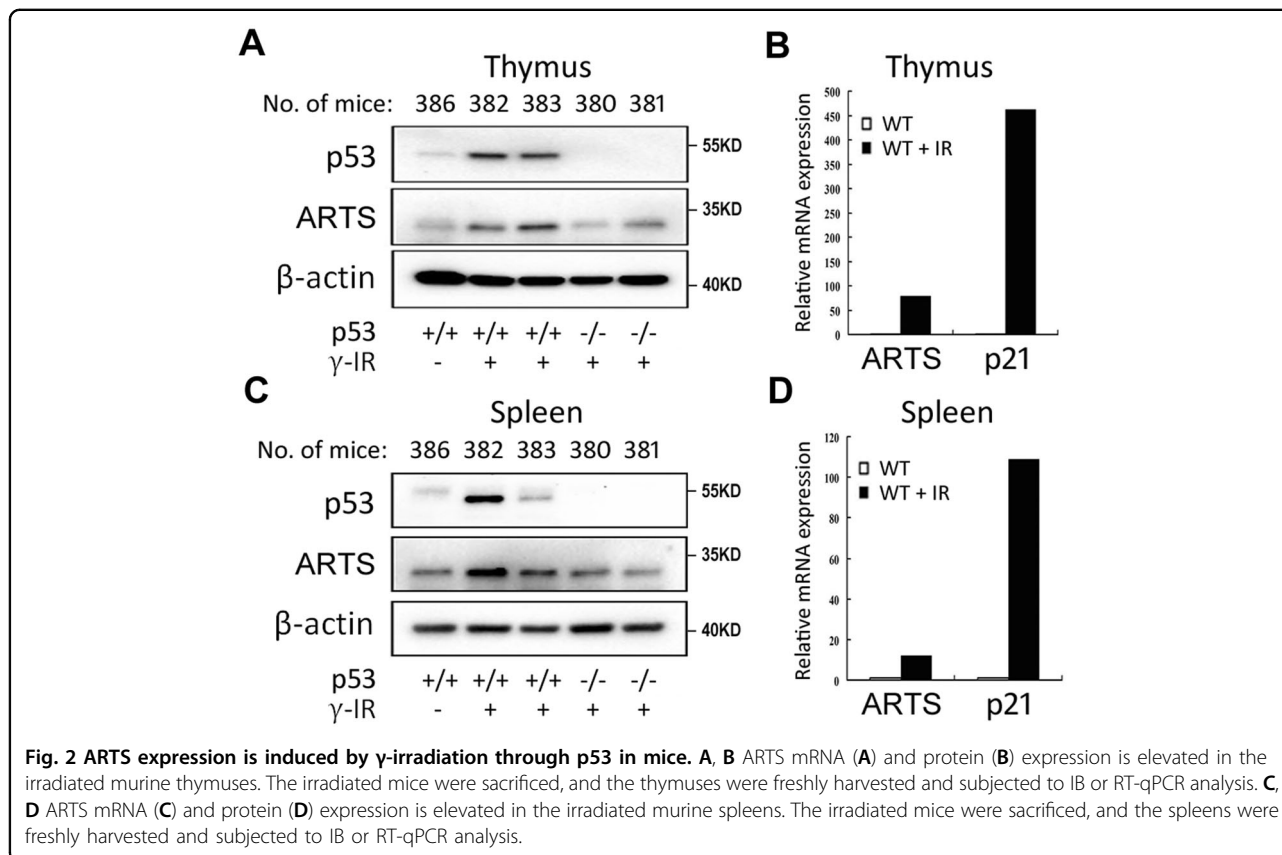 A
Thymus
No. of mice: 386 382 383 380 381
p53
55KD
ARTS
35KD
β-actin
40KD
p53 +/+ +/+ +/+ -/- -/-
γ-IR - + + + +
B
Thymus
Relative mRNA expression
500
450
400
350
300
250
200
150
100
50
0
WT
WT + IR
ARTS p21
C
Spleen
No. of mice: 386 382 383 380 381
p53
55KD
ARTS
35KD
β-actin
40KD
p53 +/+ +/+ +/+ -/- -/-
γ-IR - + + + +
D
Spleen
Relative mRNA expression
120
100
80
60
40
20
0
WT
WT + IR
ARTS p21
Fig. 2 ARTS expression is induced by γ-irradiation through p53 in mice. A, B ARTS mRNA (A) and protein (B) expression is elevated in the
irradiated murine thymuses. The irradiated mice were sacrificed, and the thymuses were freshly harvested and subjected to IB or RT-qPCR analysis. C,
D ARTS mRNA (C) and protein (D) expression is elevated in the irradiated murine spleens. The irradiated mice were sacrificed, and the spleens were
freshly harvested and subjected to IB or RT-qPCR analysis.